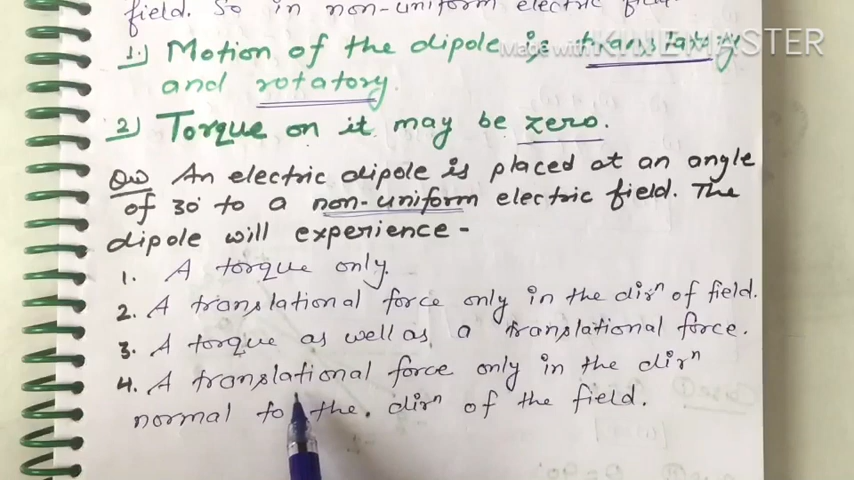 field. So in non-uniform electric
Made with KINEMASTER
1.) Motion of the dipole is translatory
and rotatory.
2) Torque on it may be zero.
Qu An electric dipole is placed at an angle
of 30° to a non-uniform electric field. The
dipole will experience -
1. A torque only.
2. A translational force only in the dirn of field.
3. A torque as well as a translational force.
4. A translational force only in the dirn
normal to the dirn of the field.